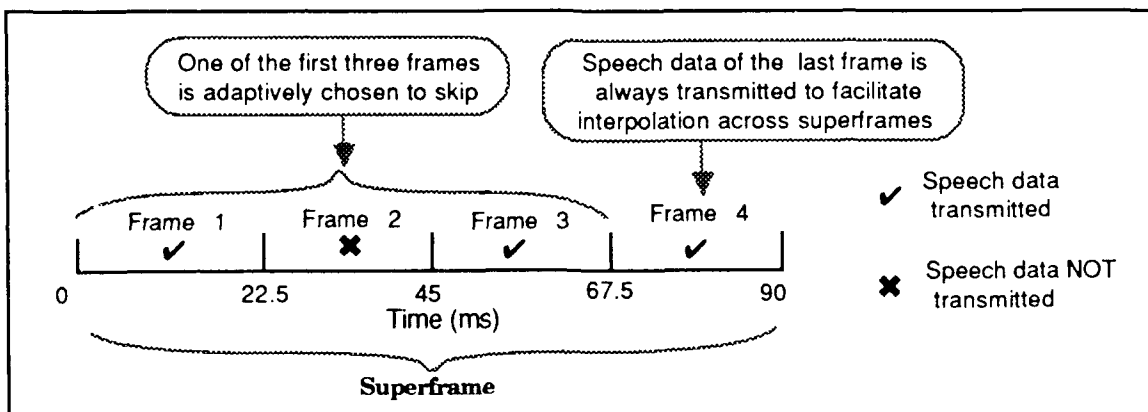 One of the first three frames
is adaptively chosen to skip
Speech data of the last frame is
always transmitted to facilitate
interpolation across superframes
Frame 1
Frame 2
Frame 3
Frame 4
✔ Speech data
transmitted
✖ Speech data NOT
transmitted
0
22.5
45
67.5
90
Time (ms)
Superframe